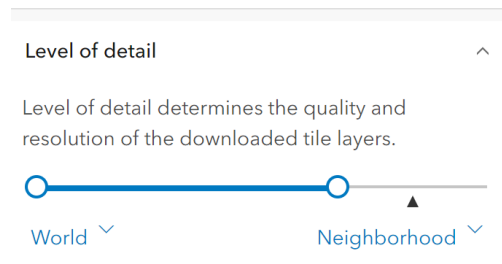 Level of detail
Level of detail determines the quality and
resolution of the downloaded tile layers.
World
Neighborhood